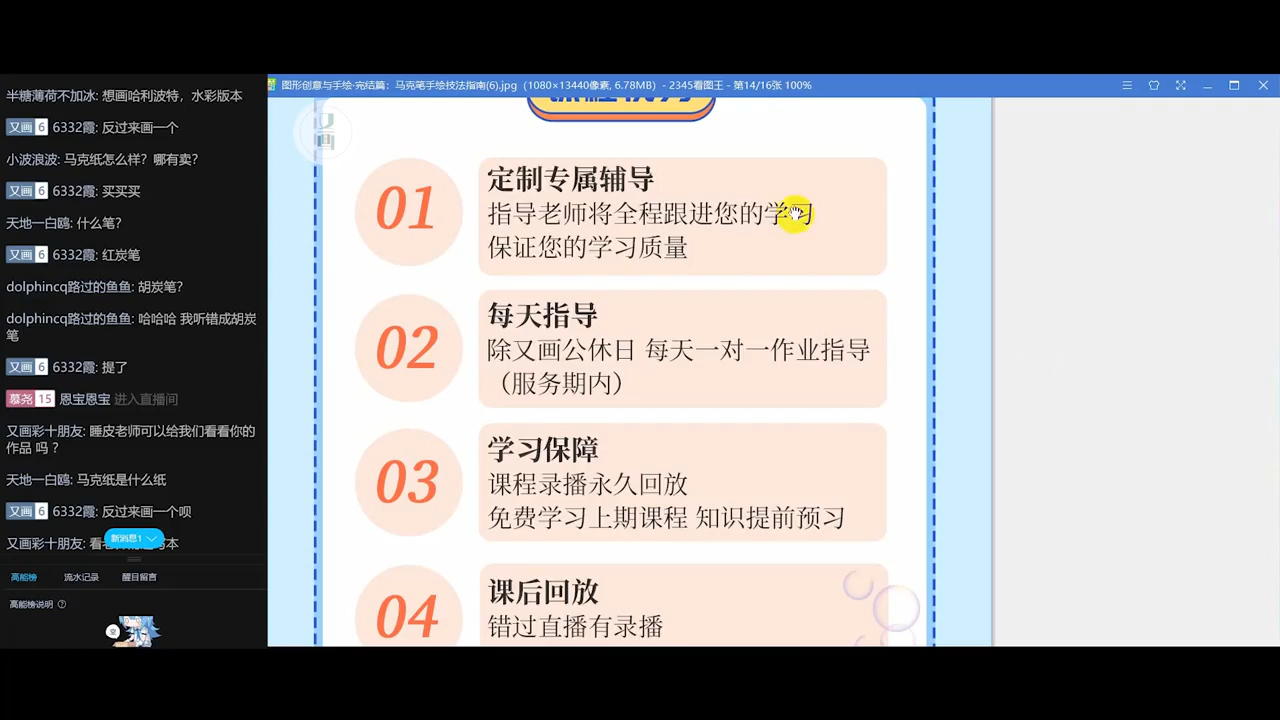 半糖薄荷不加冰: 想画哈利波特，水彩版本
又画 6 6332霞: 反过来画一个
小波浪波: 马克纸怎么样？哪有卖？
又画 6 6332霞: 买买买
天地一白鸥: 什么笔？
又画 6 6332霞: 红炭笔
dolphincq路过的鱼鱼: 胡炭笔？
dolphincq路过的鱼鱼: 哈哈哈 我听错成胡炭
笔
又画 6 6332霞: 提了
慕尧 15 恩宝恩宝 进入直播间
又画彩十朋友: 睡皮老师可以给我们看看你的
作品 吗？
天地一白鸥: 马克纸是什么纸
又画 6 6332霞: 反过来画一个呗
又画彩十朋友: 看
本
新消息1
高能榜 流水记录 醒目留言
高能榜说明
图形创意与手绘·完结篇：马克笔手绘技法指南(6).jpg（1080×13440像素, 6.78MB）- 2345看图王 - 第14/16张 100%
又画
01
定制专属辅导
指导老师将全程跟进您的学习
保证您的学习质量
02
每天指导
除又画公休日 每天一对一作业指导
（服务期内）
03
学习保障
课程录播永久回放
免费学习上期课程 知识提前预习
04
课后回放
错过直播有录播